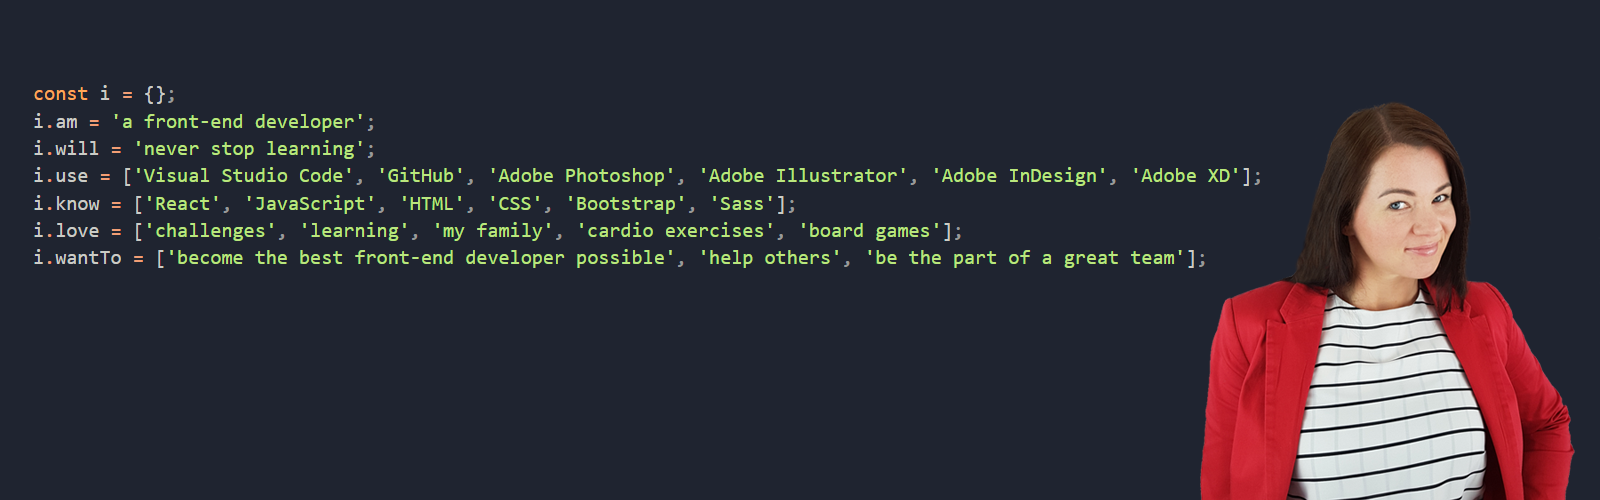 const i = {};
i.am = 'a front-end developer';
i.will = 'never stop learning';
i.use = ['Visual Studio Code', 'GitHub', 'Adobe Photoshop', 'Adobe Illustrator', 'Adobe InDesign', 'Adobe XD'];
i.know = ['React', 'JavaScript', 'HTML', 'CSS', 'Bootstrap', 'Sass'];
i.love = ['challenges', 'learning', 'my family', 'cardio exercises', 'board games'];
i.wantTo = ['become the best front-end developer possible', 'help others', 'be the part of a great team'];